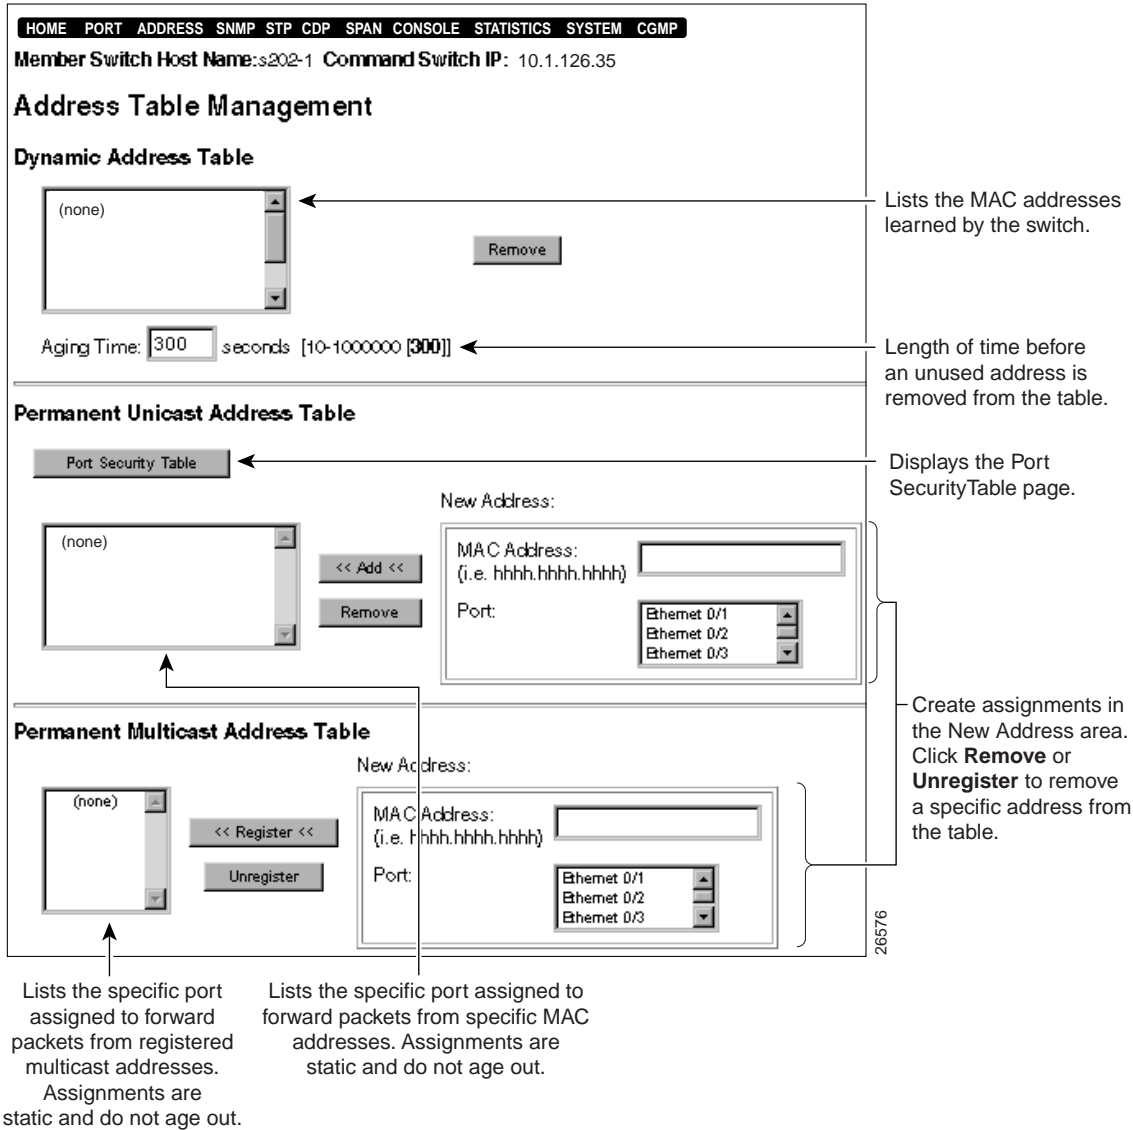 HOME PORT ADDRESS SNMP STP CDP SPAN CONSOLE STATISTICS SYSTEM CGMP
Member Switch Host Name:s202-1 Command Switch IP: 10.1.126.35
Address Table Management
Dynamic Address Table
(none)
Remove
Lists the MAC addresses
learned by the switch.
Aging Time: 300 seconds [10-1000000 [300]]
Length of time before
an unused address is
removed from the table.
Permanent Unicast Address Table
Port Security Table
Displays the Port
SecurityTable page.
New Address:
(none)
<< Add <<
Remove
MAC Address:
(i.e. hhhh.hhhh.hhhh)
Port:
Ethernet 0/1
Ethernet 0/2
Ethernet 0/3
Create assignments in
the New Address area.
Click Remove or
Unregister to remove
a specific address from
the table.
Permanent Multicast Address Table
New Address:
(none)
<< Register <<
Unregister
MAC Address:
(i.e. hhhh.hhhh.hhhh)
Port:
Ethernet 0/1
Ethernet 0/2
Ethernet 0/3
26576
Lists the specific port
assigned to forward
packets from registered
multicast addresses.
Assignments are
static and do not age out.
Lists the specific port assigned to
forward packets from specific MAC
addresses. Assignments are
static and do not age out.